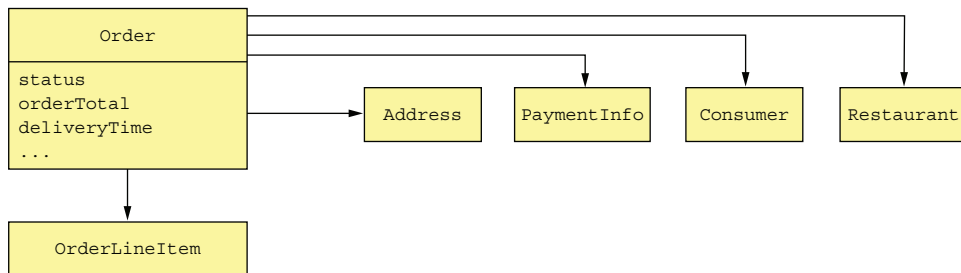 Order
status
orderTotal
deliveryTime
...
Address
PaymentInfo
Consumer
Restaurant
OrderLineItem